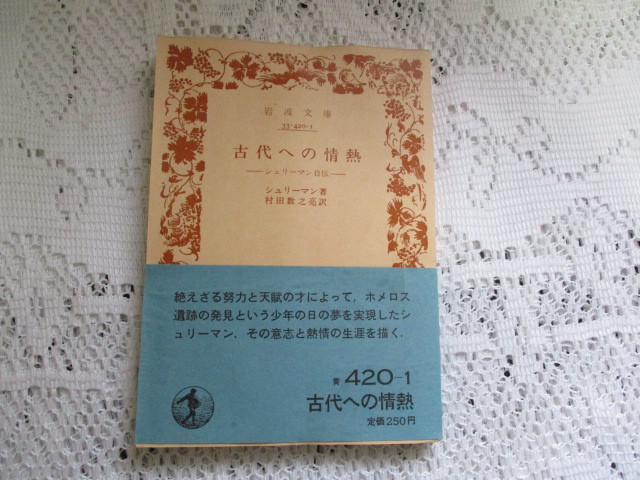 岩波文庫
33-420-1
古代への情熱
―シュリーマン自伝―
シュリーマン著
村田数之亮訳
絶えざる努力と天賦の才によって，ホメロス
遺跡の発見という少年の日の夢を実現したシ
ュリーマン．その意志と熱情の生涯を描く．
青 420-1
古代への情熱
定価250円